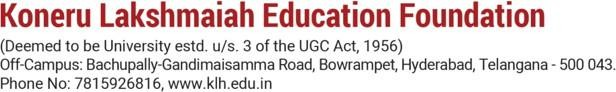 Koneru Lakshmaiah Education Foundation
(Deemed to be University estd. u/s. 3 of the UGC Act, 1956)
Off-Campus: Bachupally-Gandimaisamma Road, Bowrampet, Hyderabad, Telangana - 500 043.
Phone No: 7815926816, www.klh.edu.in